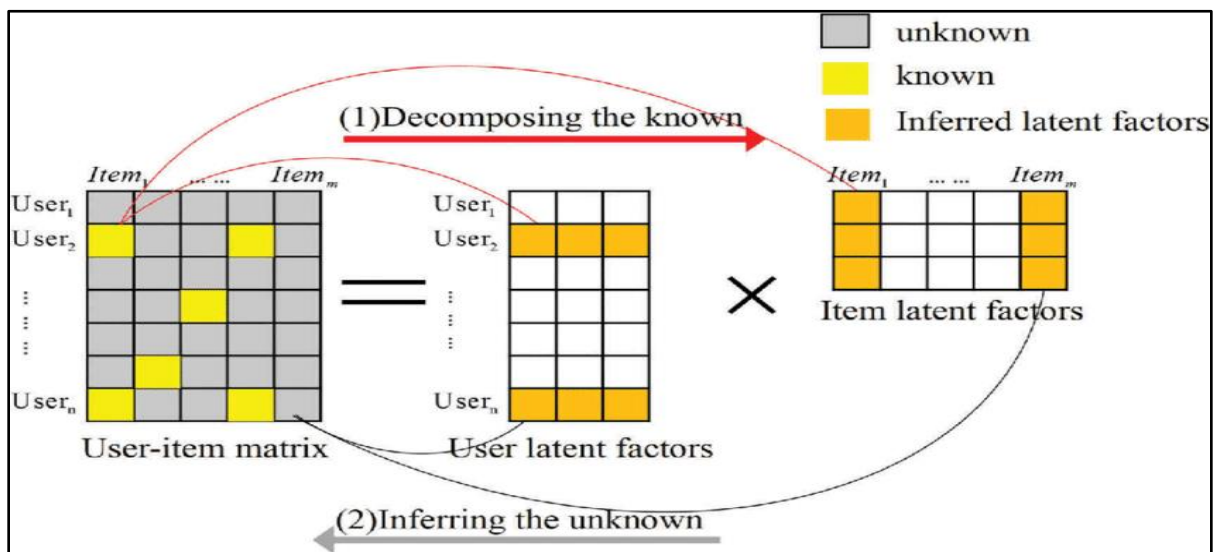 unknown
known
Inferred latent factors
(1)Decomposing the known
Item1 ... ... Itemm
User1
User2
...
...
Usern
User-item matrix
User1
User2
...
...
Usern
User latent factors
Item1 ... ... Itemm
Item latent factors
(2)Inferring the unknown